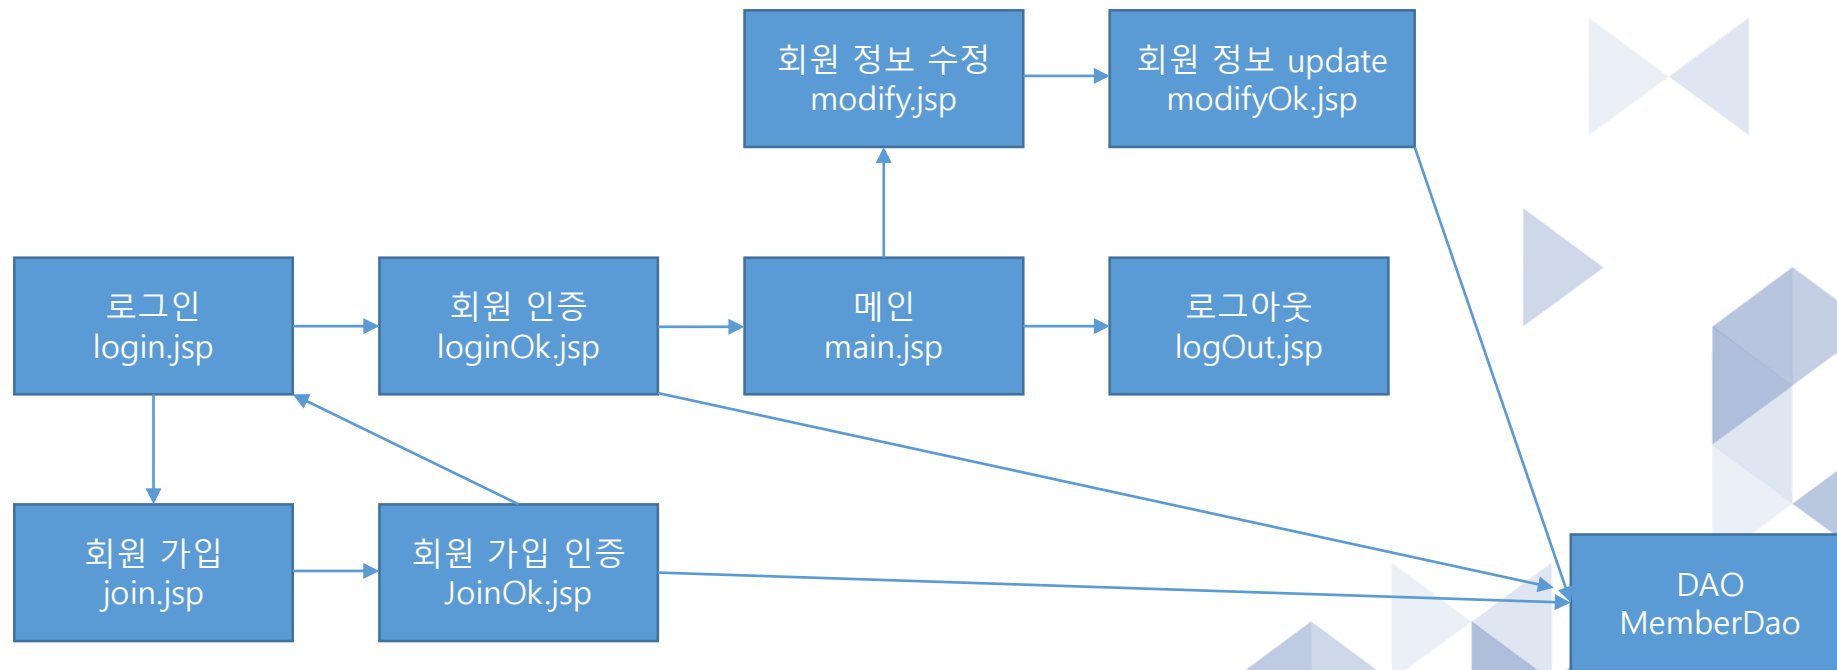 회원 정보 수정
modify.jsp
회원 정보 update
modifyOk.jsp
로그인
login.jsp
회원 인증
loginOk.jsp
메인
main.jsp
로그아웃
logOut.jsp
회원 가입
join.jsp
회원 가입 인증
JoinOk.jsp
DAO
MemberDao